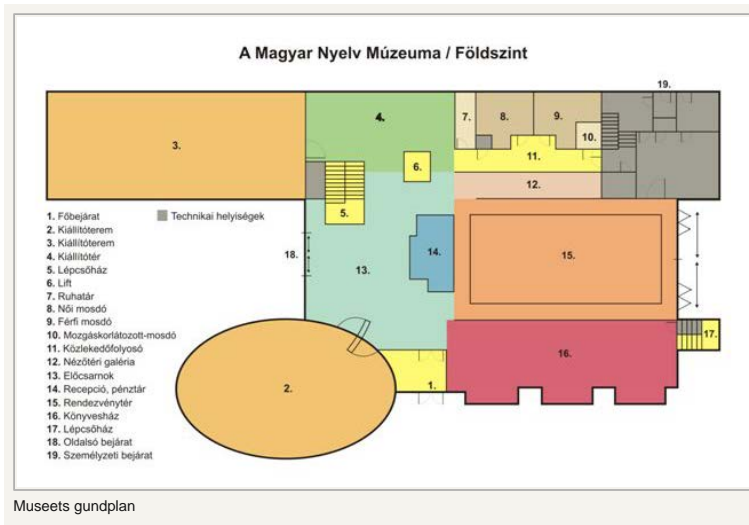 A Magyar Nyelv Múzeuma / Földszint
19.
3.
4.
7.
8.
9.
10.
11.
6.
12.
5.
1. Főbejárat
2. Kiállítóterem
3. Kiállítóterem
4. Kiállítótér
5. Lépcsőház
6. Lift
7. Ruhatár
8. Női mosdó
9. Férfi mosdó
10. Mozgáskorlátozott-mosdó
11. Közlekedőfolyosó
12. Nézőtéri galéria
13. Előcsarnok
14. Recepció, pénztár
15. Rendezvénytér
16. Könyvesház
17. Lépcsőház
18. Oldalsó bejárat
19. Személyzeti bejárat
Technikai helyiségek
18.
13.
14.
15.
17.
16.
2.
1.
Museets gundplan